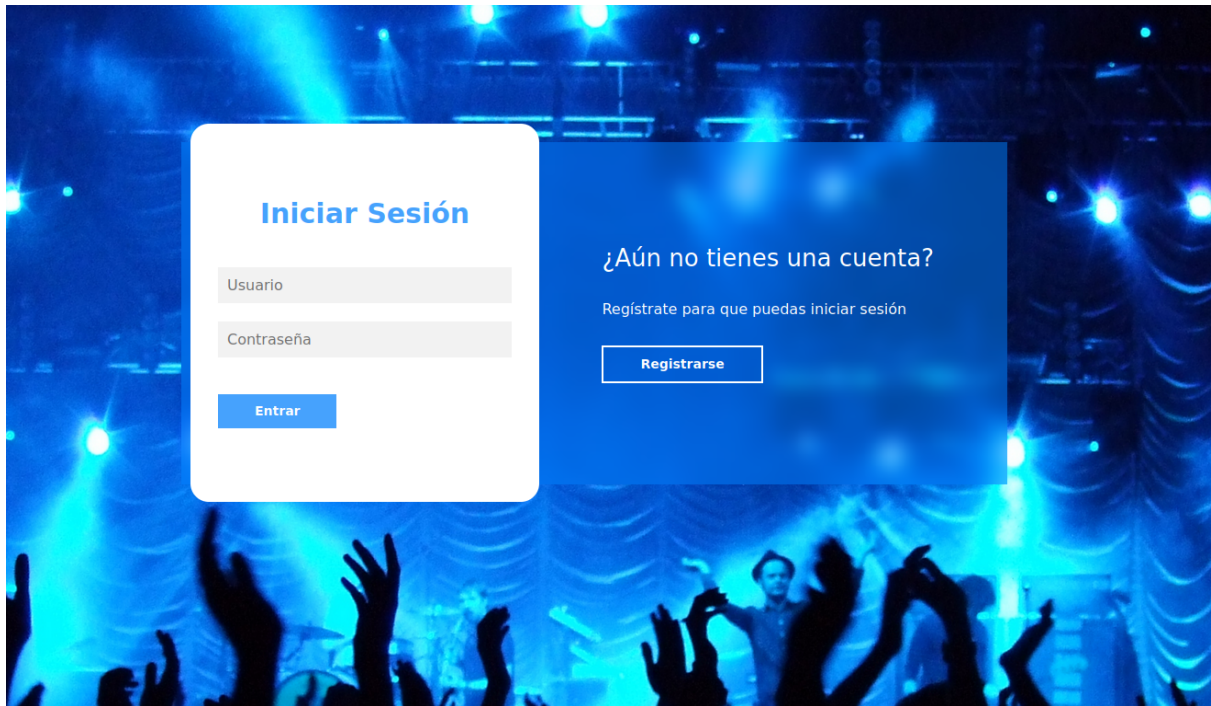 Iniciar Sesión
Usuario
Contraseña
Entrar
¿Aún no tienes una cuenta?
Regístrate para que puedas iniciar sesión
Registrarse